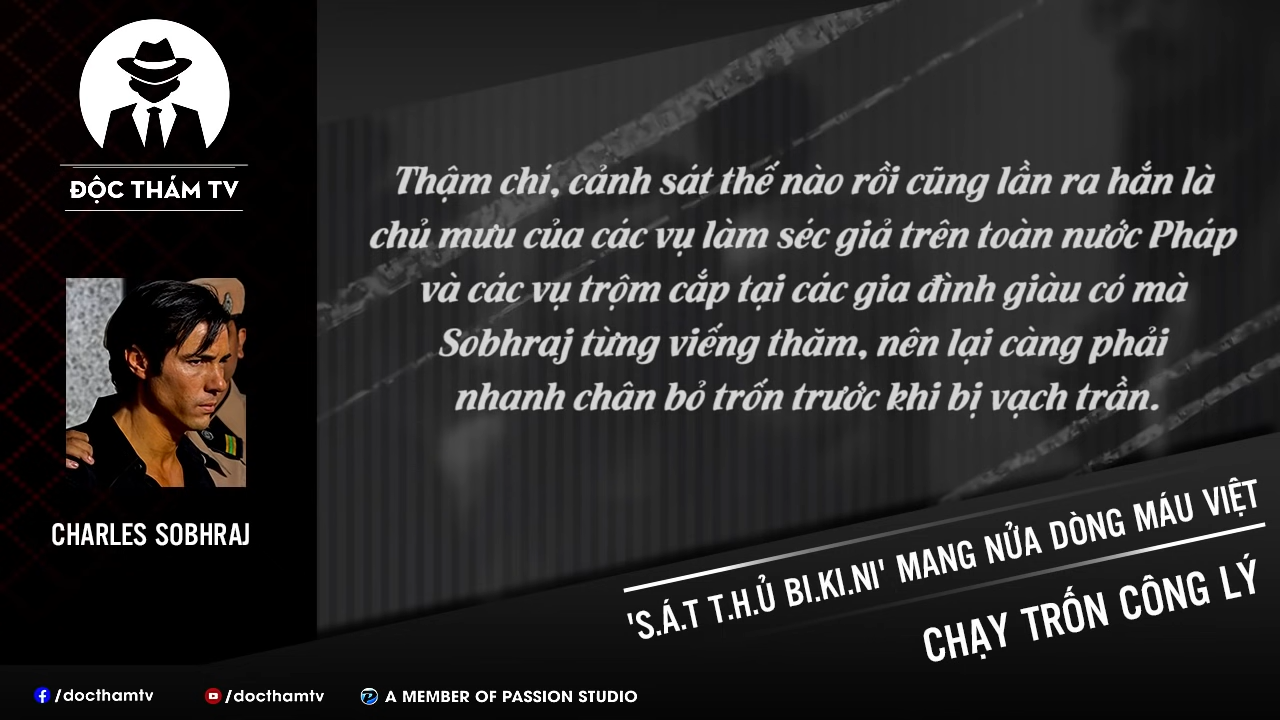 ĐỘC THÁM TV
CHARLES SOBHRAJ
Thậm chí, cảnh sát thế nào rồi cũng lần ra hắn là
chủ mưu của các vụ làm séc giả trên toàn nước Pháp
và các vụ trộm cắp tại các gia đình giàu có mà
Sobhraj từng viếng thăm, nên lại càng phải
nhanh chân bỏ trốn trước khi bị vạch trần.
'S.Á.T T.H.Ủ BI.KI.NI' MANG NỬA DÒNG MÁU VIỆT
CHẠY TRỐN CÔNG LÝ
/docthamtv
/docthamtv
A MEMBER OF PASSION STUDIO